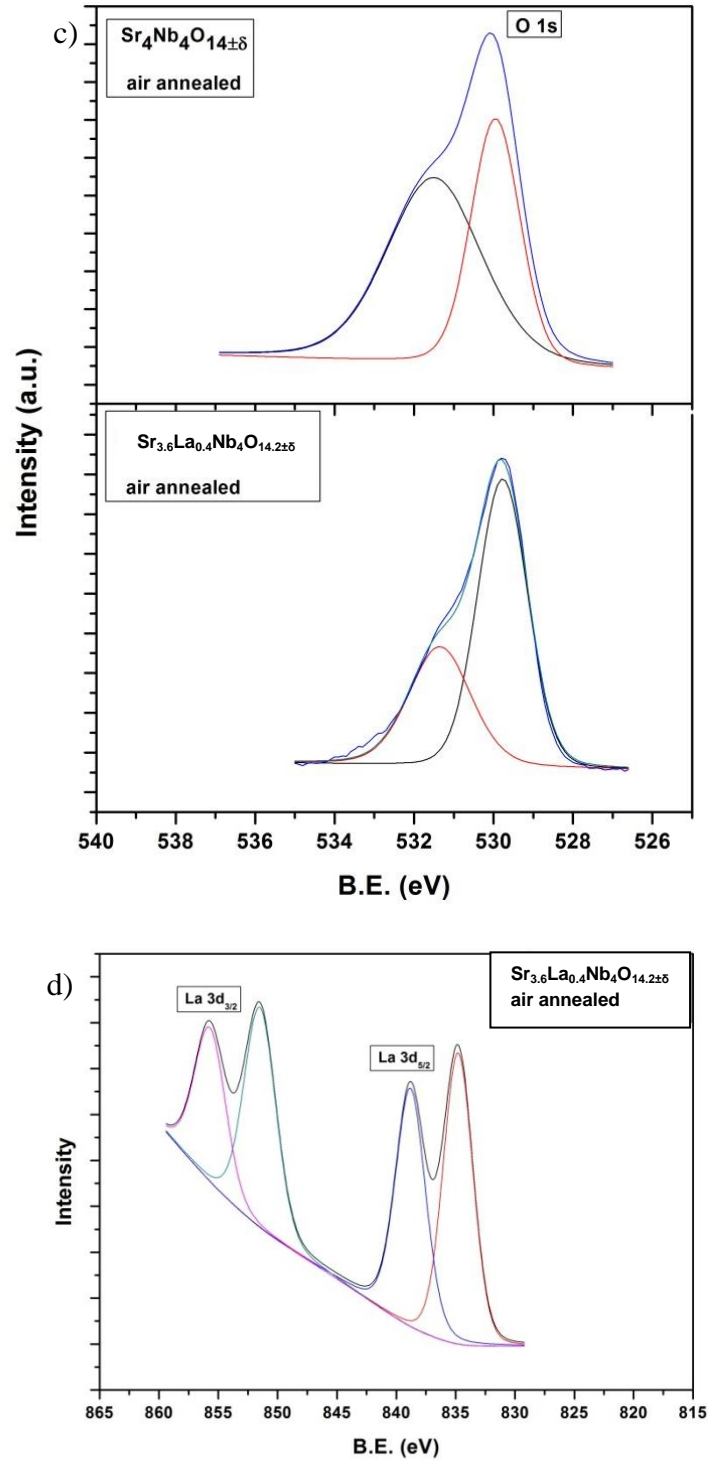 c)
Sr₄Nb₄O₁₄±δ
air annealed
O 1s
Sr₃.₆La₀.₄Nb₄O₁₄.₂±δ
air annealed
Intensity (a.u.)
540 538 536 534 532 530 528 526
B.E. (eV)
d)
Sr₃.₆La₀.₄Nb₄O₁₄.₂±δ
air annealed
La 3d₃/₂
La 3d₅/₂
Intensity
865 860 855 850 845 840 835 830 825 820 815
B.E. (eV)